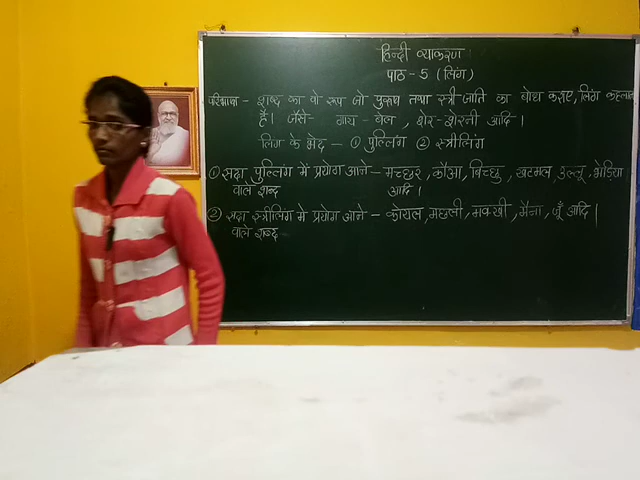 हिन्दी व्याकरण
पाठ - 5 (लिंग)
परिभाषा - शब्द का वो रूप जो पुरूष तथा स्त्री जाति का बोध कराए, लिंग कहलाता
है। जैसे - गाय - बैल, शेर - शेरनी आदि।
लिंग के भेद - ① पुल्लिंग ② स्त्रीलिंग
① सदा पुल्लिंग में प्रयोग आने - मच्छर, कौआ, बिच्छु, खटमल, उल्लू, भेड़िया
वाले शब्द आदि।
② सदा स्त्रीलिंग में प्रयोग आने - कोयल, मछली, मक्खी, मैना, जूँ आदि।
वाले शब्द